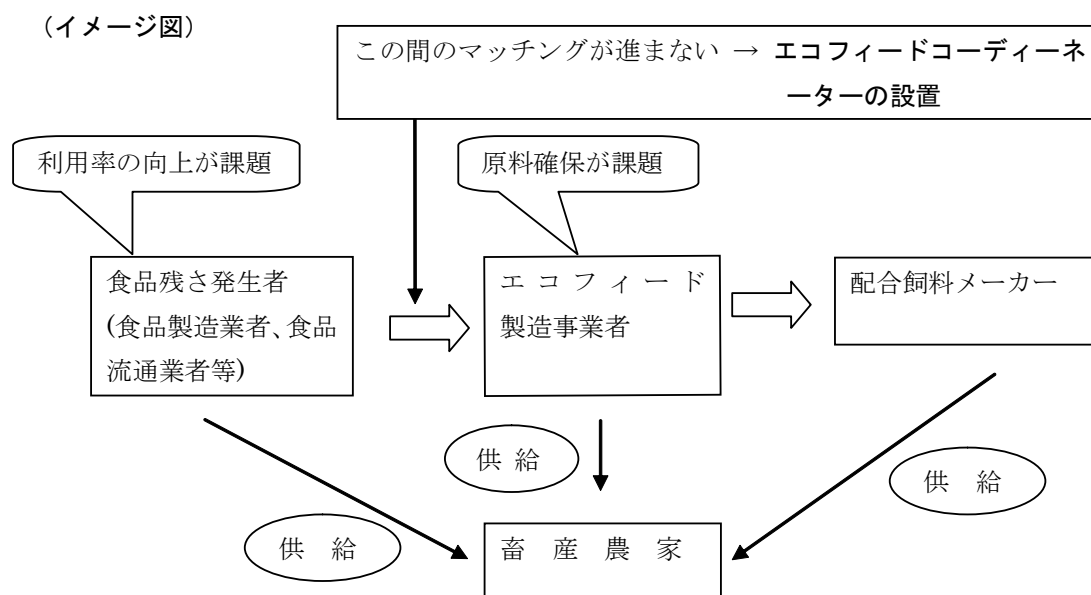 (イメージ図)
この間のマッチングが進まない → エコフィードコーディーネ
ーターの設置
利用率の向上が課題
原料確保が課題
食品残さ発生者
(食品製造業者、食品
流通業者等)
エコフィード
製造事業者
配合飼料メーカー
供 給
供 給
供 給
畜 産 農 家